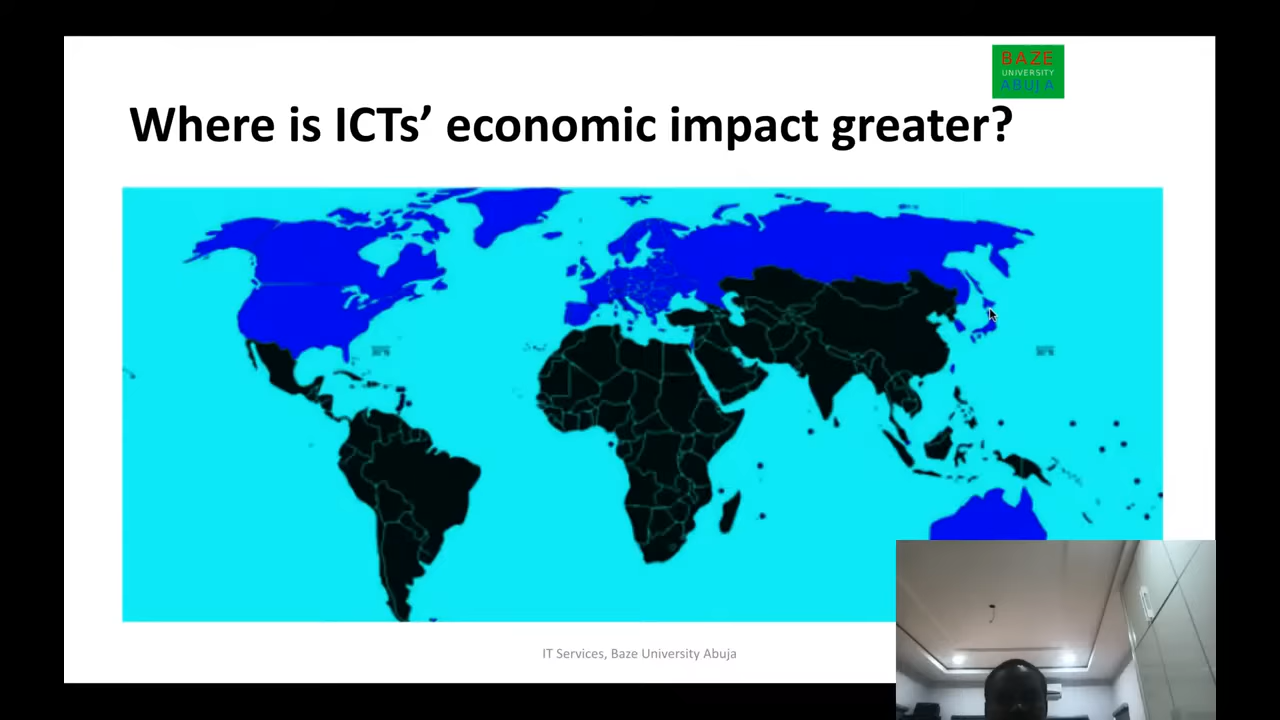 BAZE
UNIVERSITY
ABUJA
Where is ICTs’ economic impact greater?
IT Services, Baze University Abuja